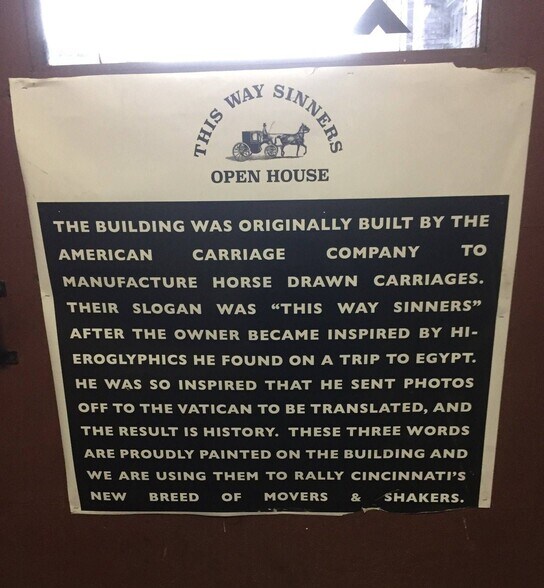 THIS WAY SINNERS
OPEN HOUSE
THE BUILDING WAS ORIGINALLY BUILT BY THE
AMERICAN CARRIAGE COMPANY TO
MANUFACTURE HORSE DRAWN CARRIAGES.
THEIR SLOGAN WAS “THIS WAY SINNERS”
AFTER THE OWNER BECAME INSPIRED BY HI-
EROGLYPHICS HE FOUND ON A TRIP TO EGYPT.
HE WAS SO INSPIRED THAT HE SENT PHOTOS
OFF TO THE VATICAN TO BE TRANSLATED, AND
THE RESULT IS HISTORY. THESE THREE WORDS
ARE PROUDLY PAINTED ON THE BUILDING AND
WE ARE USING THEM TO RALLY CINCINNATI’S
NEW BREED OF MOVERS & SHAKERS.